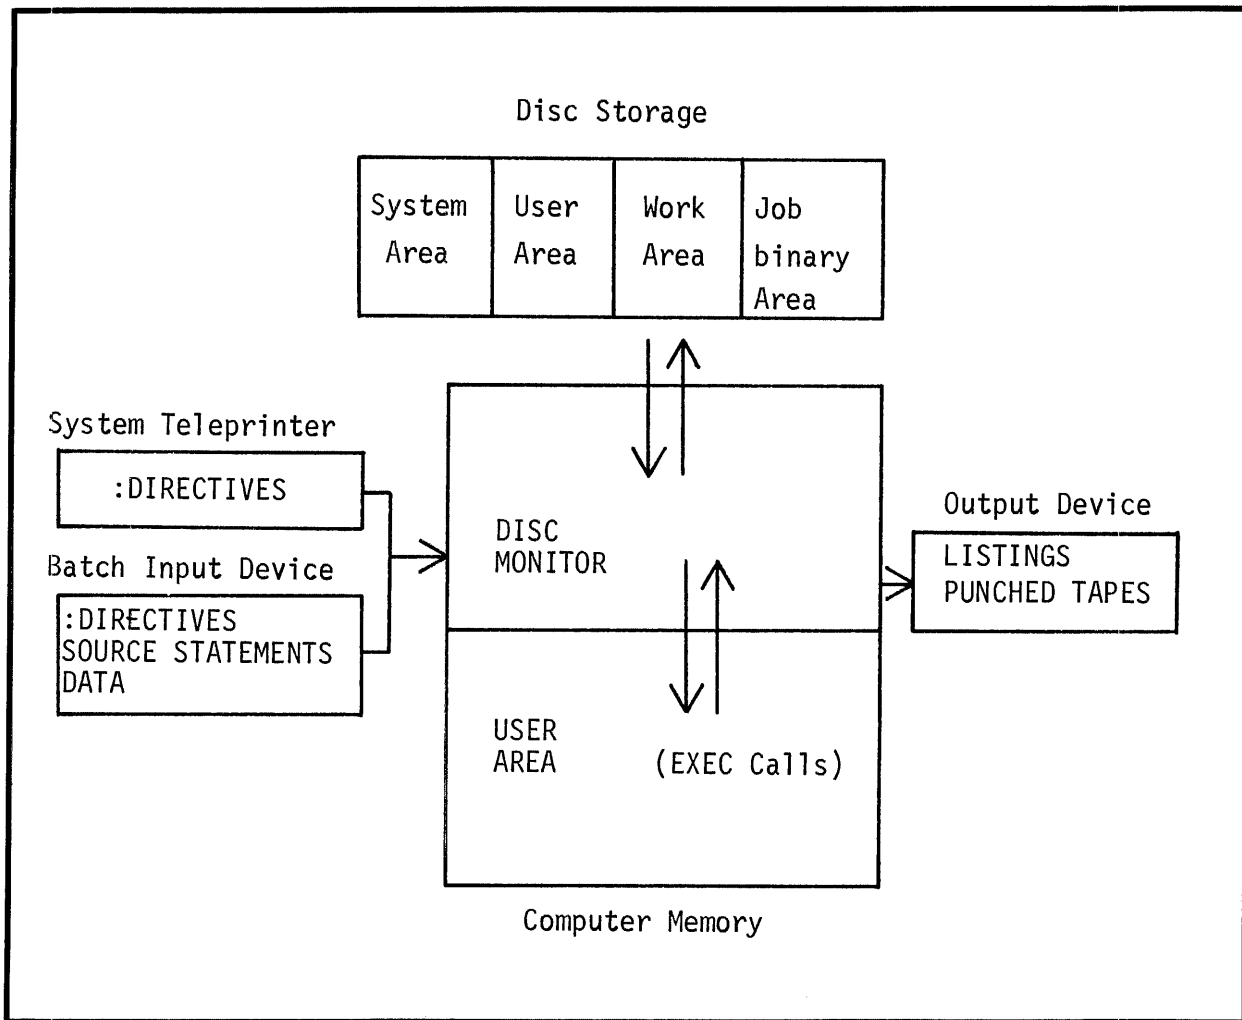 Disc Storage
System
Area
User
Area
Work
Area
Job
binary
Area
System Teleprinter
:DIRECTIVES
Batch Input Device
:DIRECTIVES
SOURCE STATEMENTS
DATA
DISC
MONITOR
USER
AREA
(EXEC Calls)
Output Device
LISTINGS
PUNCHED TAPES
Computer Memory